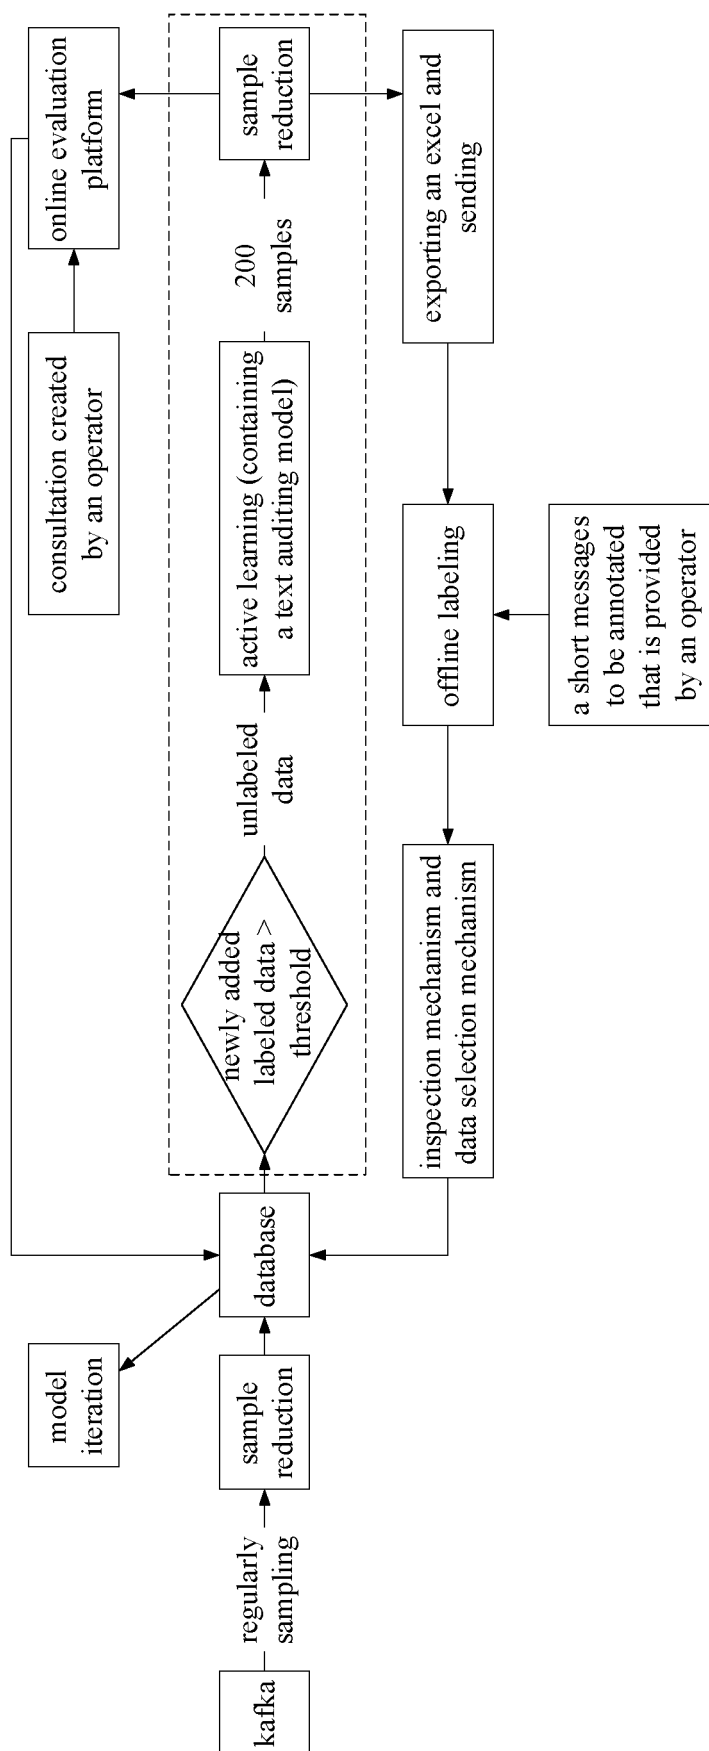 kafka
regularly
sampling
sample
reduction
database
model
iteration
newly added
labeled data >
threshold
unlabeled
data
active learning (containing
a text auditing model)
200
samples
sample
reduction
online evaluation
platform
consultation created
by an operator
exporting an excel and
sending
offline labeling
a short messages
to be annotated
that is provided
by an operator
inspection mechanism and
data selection mechanism